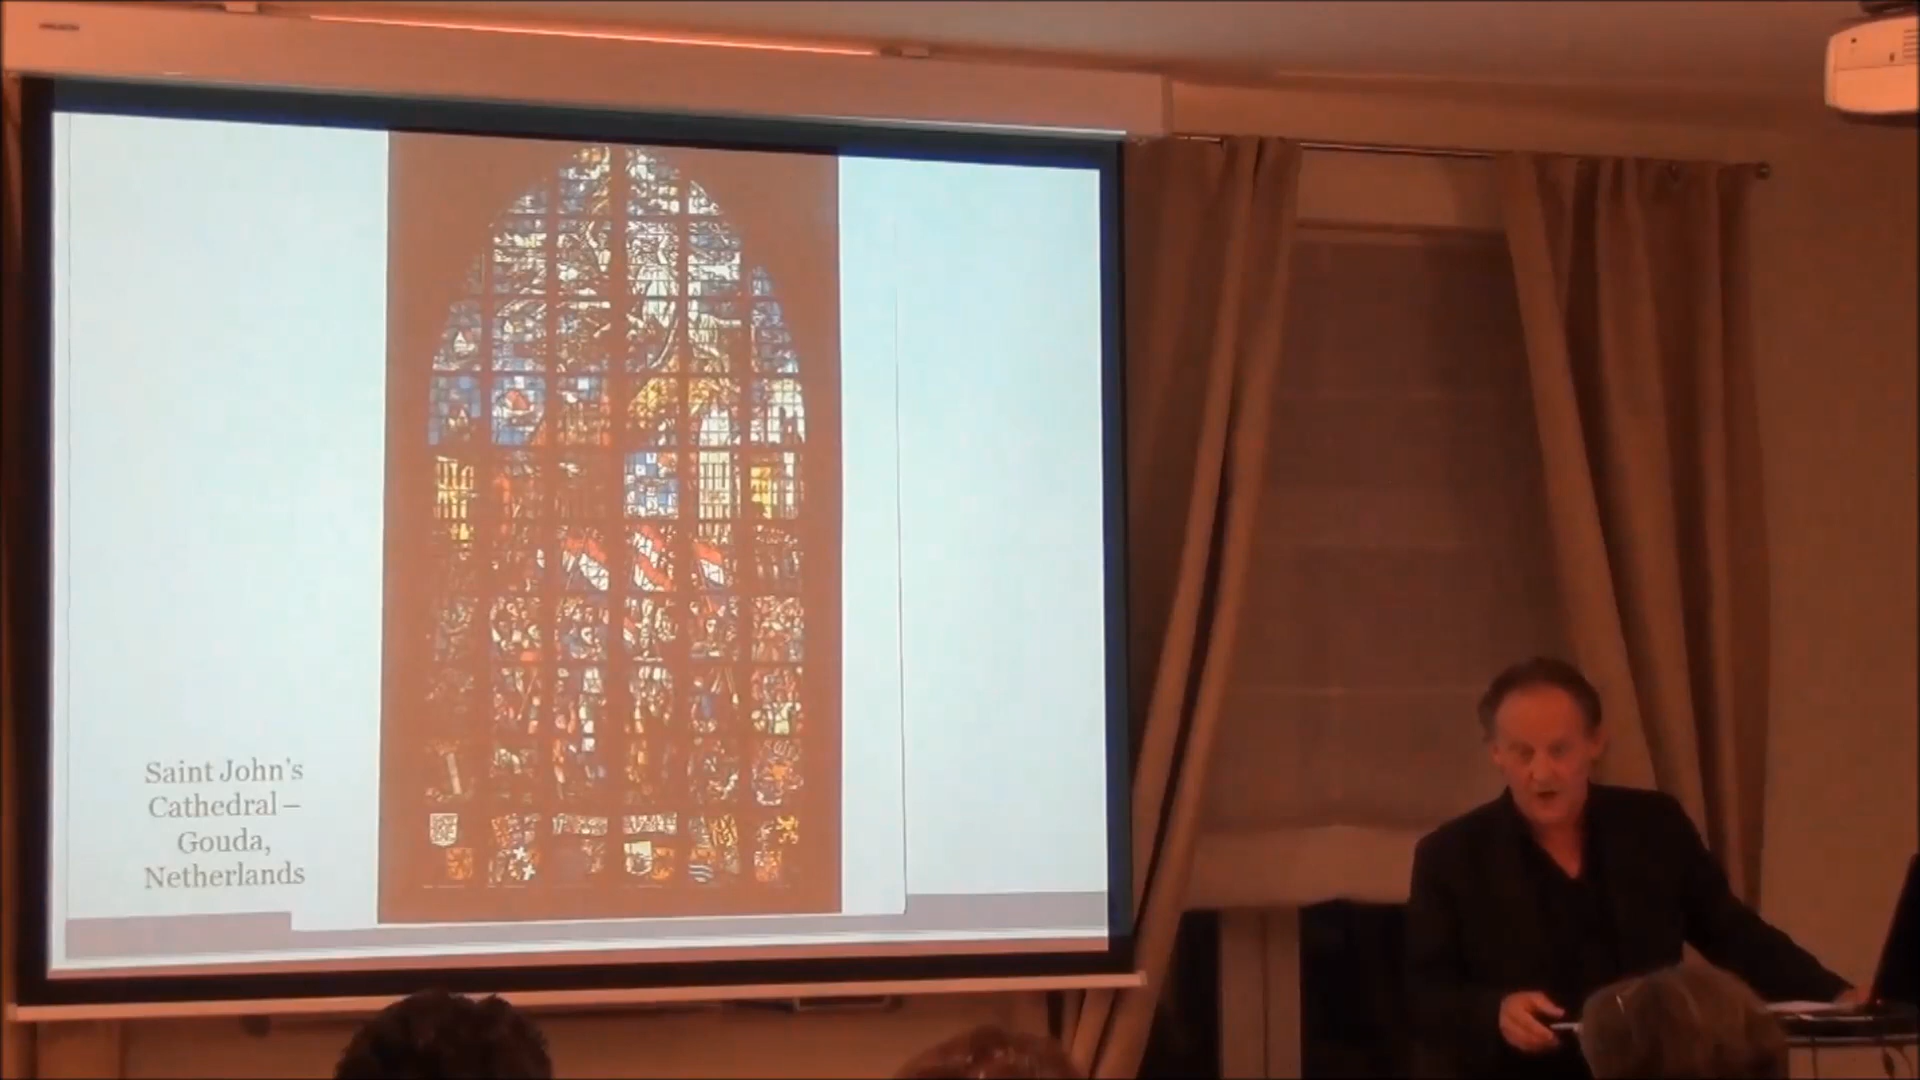 Saint John's
Cathedral –
Gouda,
Netherlands